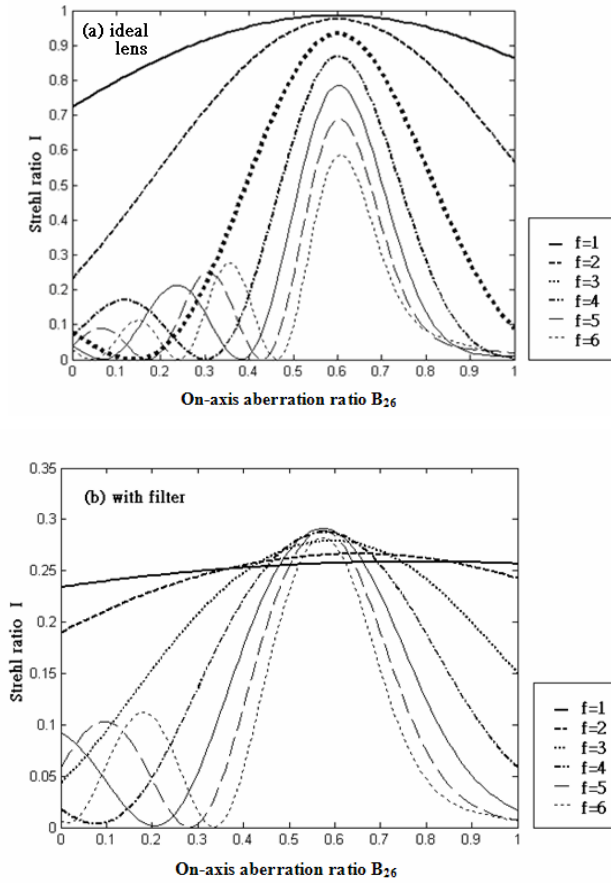 (a) ideal
lens
Strehl ratio I
1
0.9
0.8
0.7
0.6
0.5
0.4
0.3
0.2
0.1
0
0 0.1 0.2 0.3 0.4 0.5 0.6 0.7 0.8 0.9 1
On-axis aberration ratio B₂₆
f=1
f=2
f=3
f=4
f=5
f=6
(b) with filter
Strehl ratio I
0.35
0.3
0.25
0.2
0.15
0.1
0.05
0
0 0.1 0.2 0.3 0.4 0.5 0.6 0.7 0.8 0.9 1
On-axis aberration ratio B₂₆
f=1
f=2
f=3
f=4
f=5
f=6